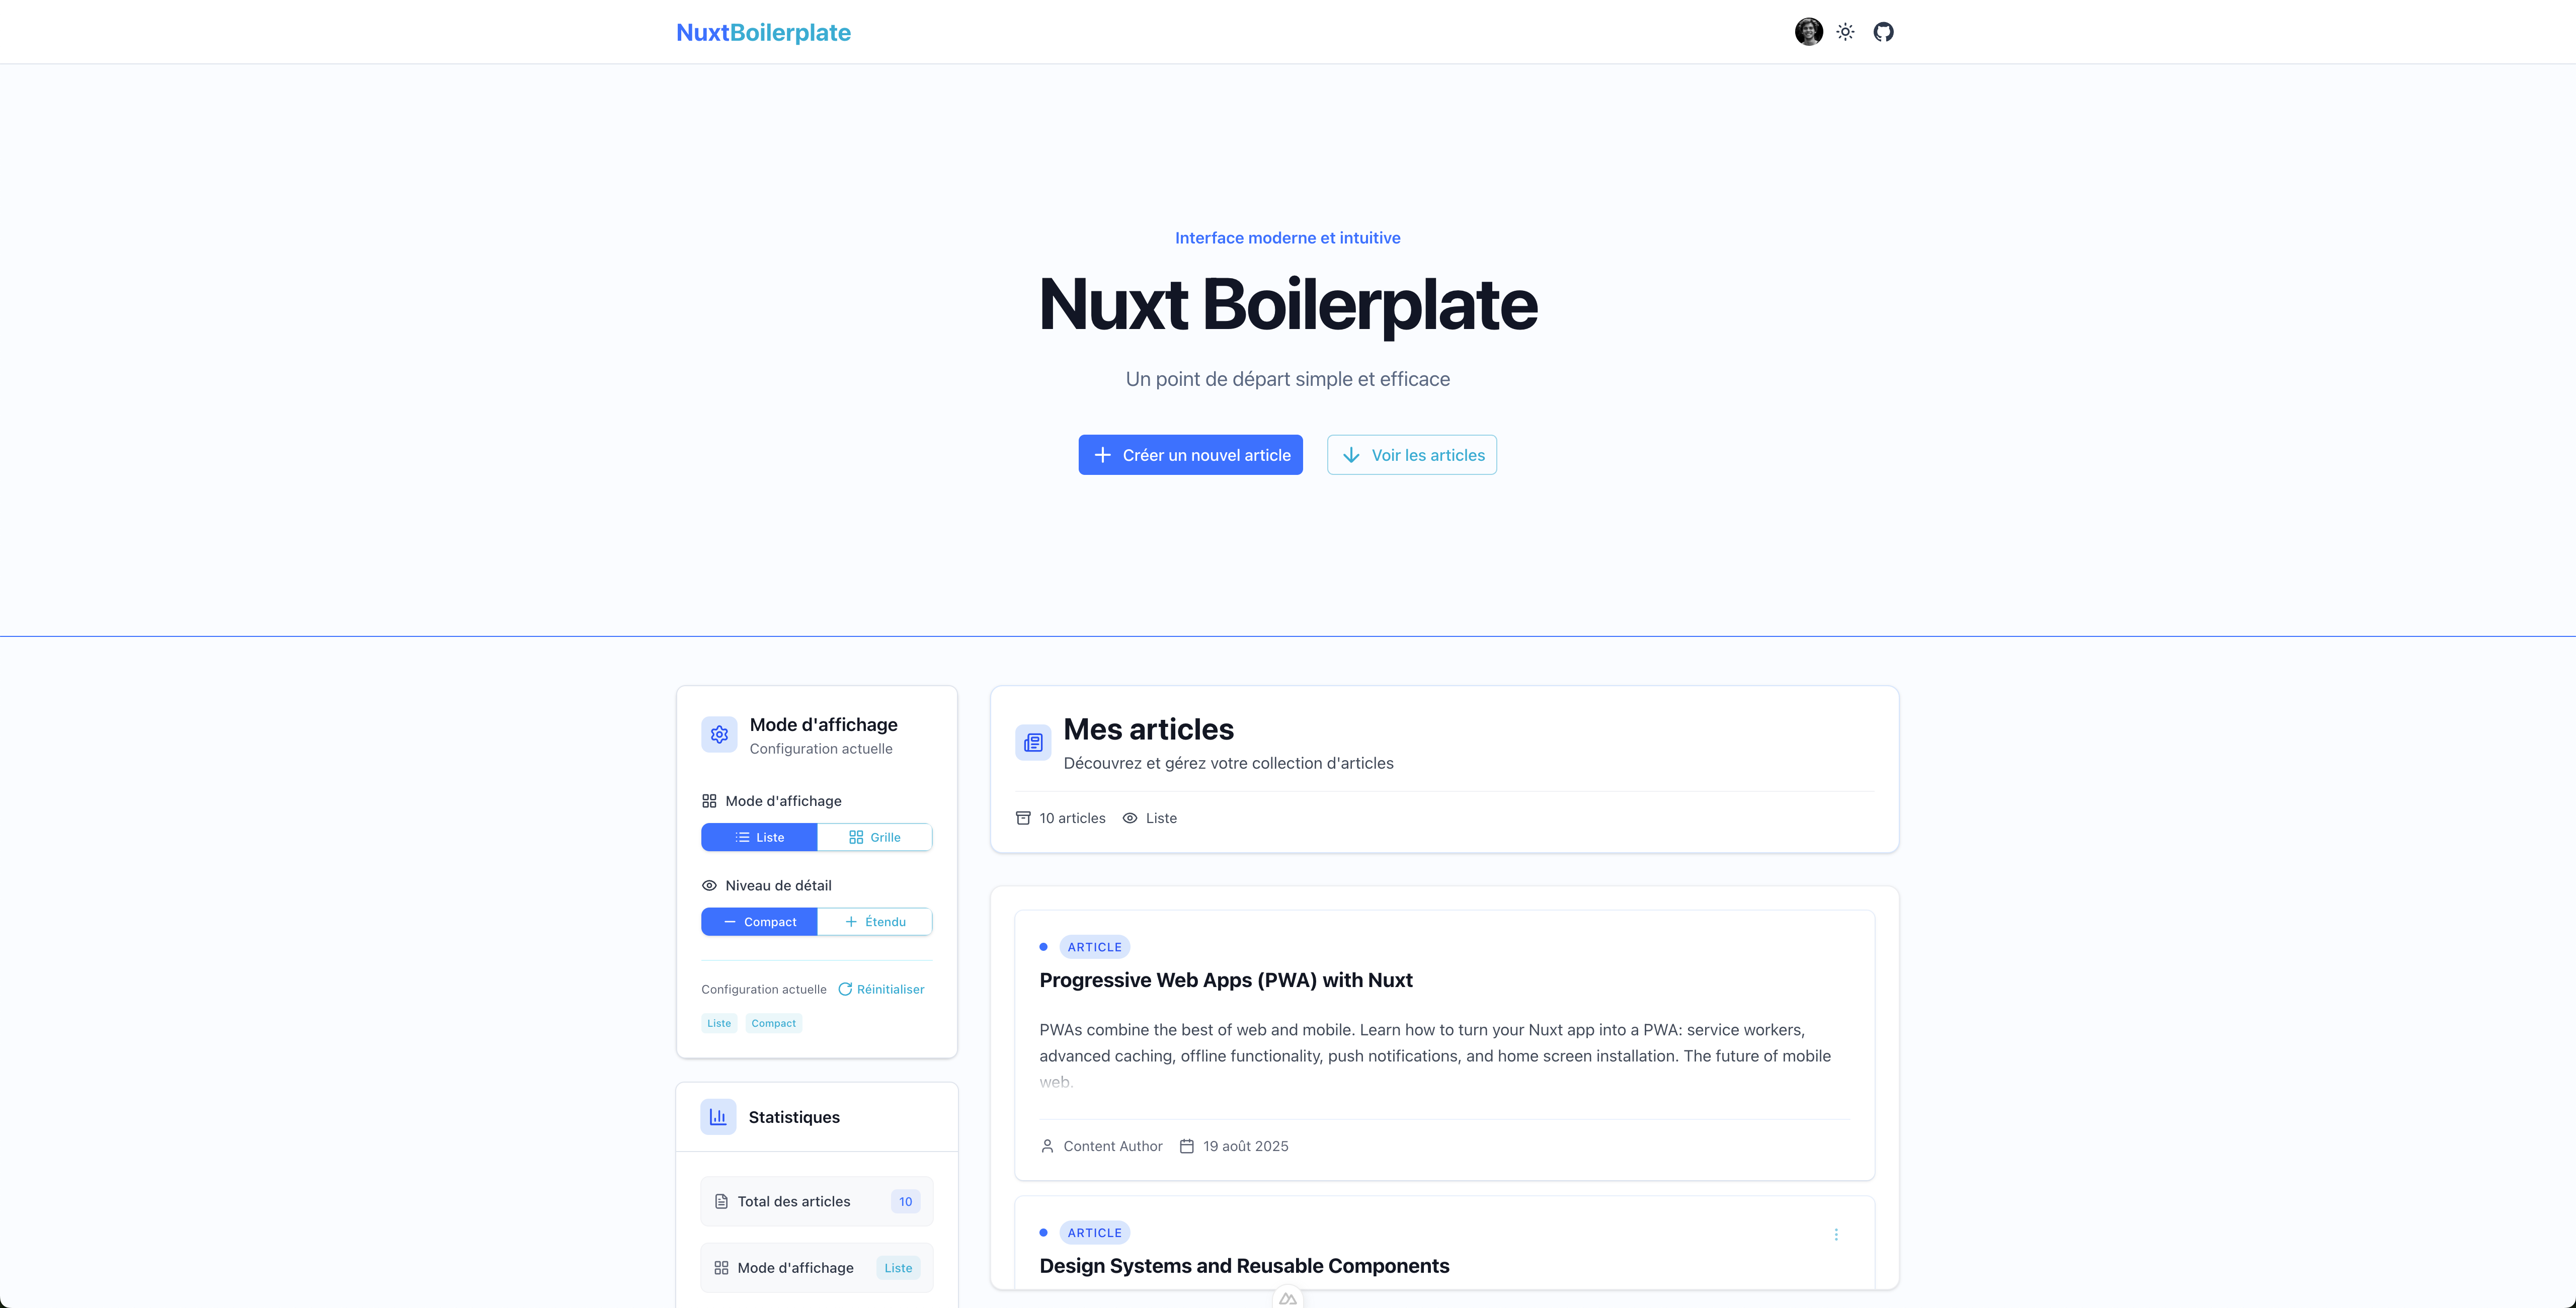 NuxtBoilerplate
Interface moderne et intuitive
Nuxt Boilerplate
Un point de départ simple et efficace
Créer un nouvel article
Voir les articles
Mode d'affichage
Configuration actuelle
Mode d'affichage
Liste
Grille
Niveau de détail
Compact
Étendu
Configuration actuelle
Réinitialiser
Liste
Compact
Statistiques
Total des articles
10
Mode d'affichage
Liste
Mes articles
Découvrez et gérez votre collection d'articles
10 articles
Liste
ARTICLE
Progressive Web Apps (PWA) with Nuxt
PWAs combine the best of web and mobile. Learn how to turn your Nuxt app into a PWA: service workers,
advanced caching, offline functionality, push notifications, and home screen installation. The future of mobile
web.
Content Author
19 août 2025
ARTICLE
Design Systems and Reusable Components